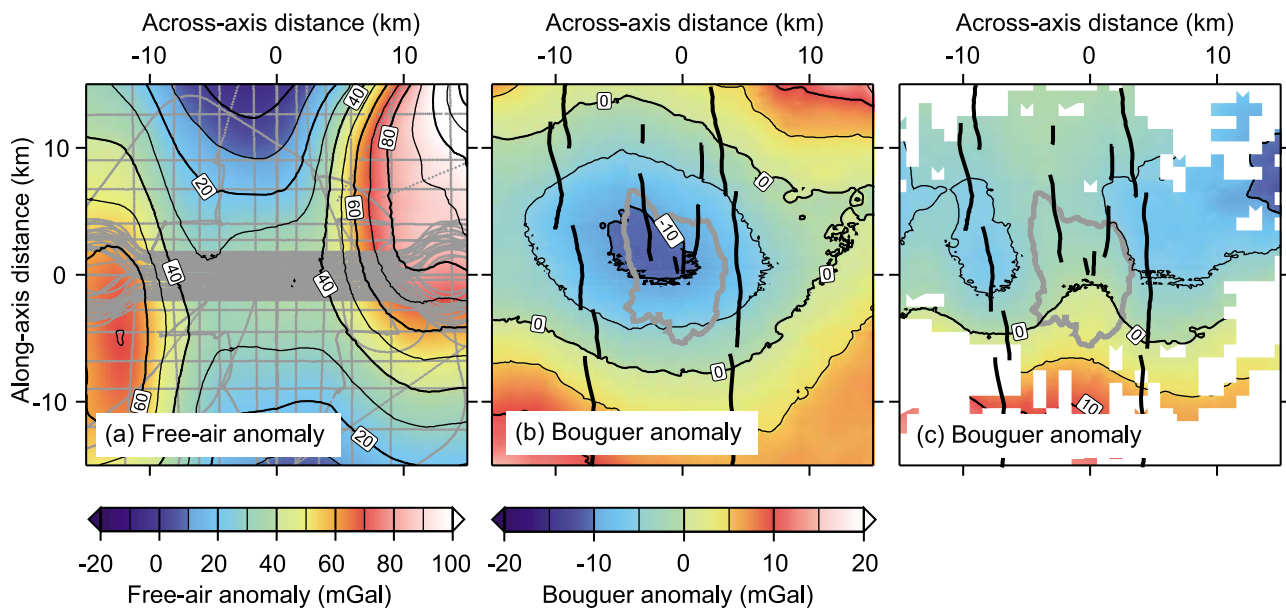 Across-axis distance (km) Across-axis distance (km) Across-axis distance (km)
-10 0 10 -10 0 10 -10 0 10
Along-axis distance (km)
10
0
-10
40
80
20
60
40
40
60
20
(a) Free-air anomaly
0
0
-10
0
0
0
(b) Bouguer anomaly
0
0
10
(c) Bouguer anomaly
-20 0 20 40 60 80 100
Free-air anomaly (mGal)
-20 -10 0 10 20
Bouguer anomaly (mGal)